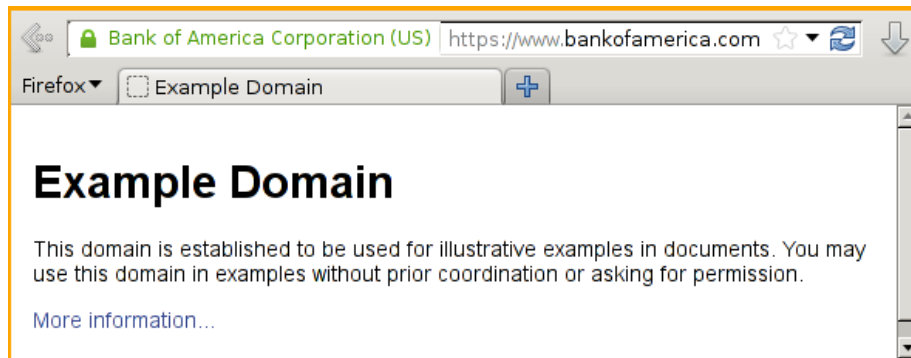 Bank of America Corporation (US) https://www.bankofamerica.com
Firefox Example Domain
Example Domain
This domain is established to be used for illustrative examples in documents. You may
use this domain in examples without prior coordination or asking for permission.
More information...